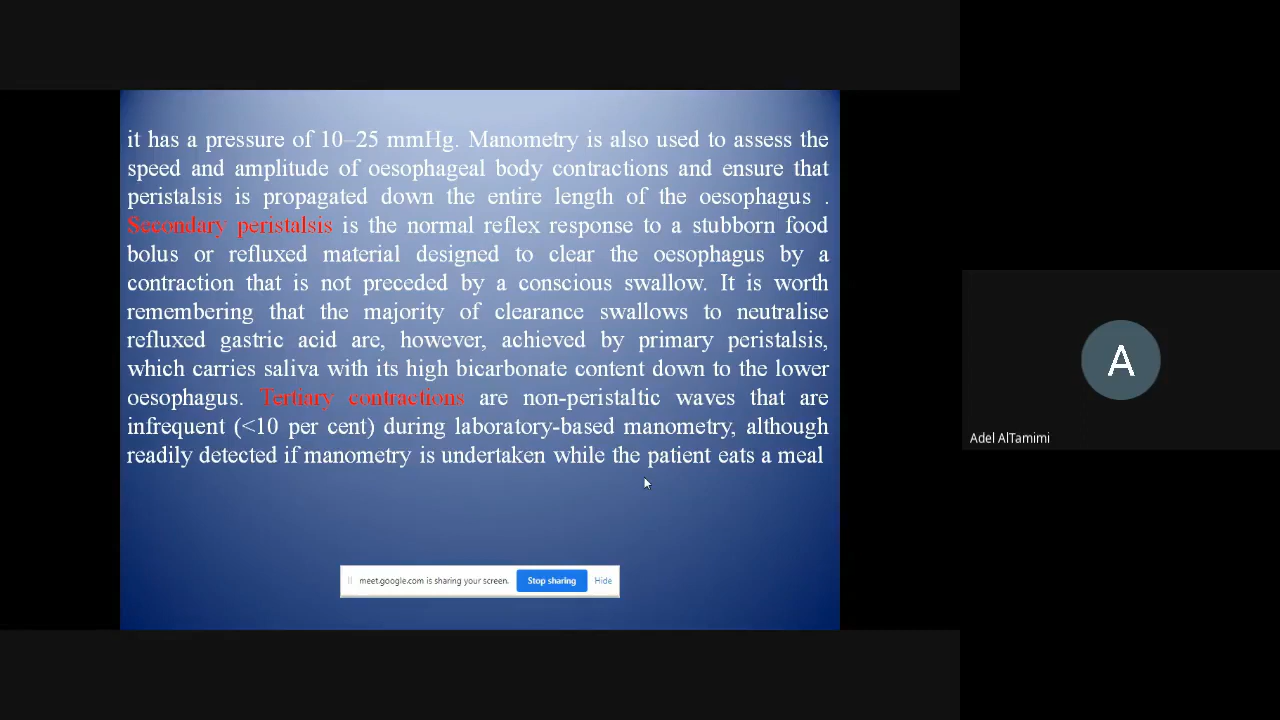 it has a pressure of 10–25 mmHg. Manometry is also used to assess the
speed and amplitude of oesophageal body contractions and ensure that
peristalsis is propagated down the entire length of the oesophagus .
Secondary peristalsis is the normal reflex response to a stubborn food
bolus or refluxed material designed to clear the oesophagus by a
contraction that is not preceded by a conscious swallow. It is worth
remembering that the majority of clearance swallows to neutralise
refluxed gastric acid are, however, achieved by primary peristalsis,
which carries saliva with its high bicarbonate content down to the lower
oesophagus. Tertiary contractions are non-peristaltic waves that are
infrequent (<10 per cent) during laboratory-based manometry, although
readily detected if manometry is undertaken while the patient eats a meal
meet.google.com is sharing your screen. Stop sharing Hide
A
Adel AlTamimi